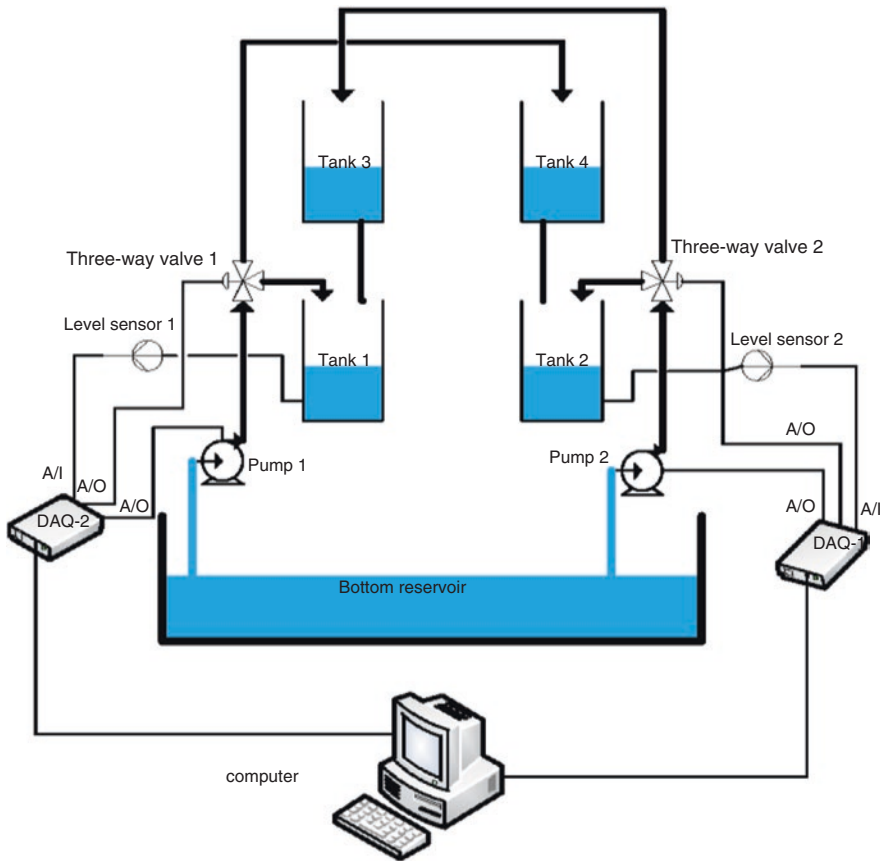 Tank 3
Tank 4
Three-way valve 1
Three-way valve 2
Level sensor 1
Level sensor 2
Tank 1
Tank 2
A/O
Pump 1
Pump 2
A/I
A/O
A/O
A/O
A/I
DAQ-2
DAQ-1
Bottom reservoir
computer